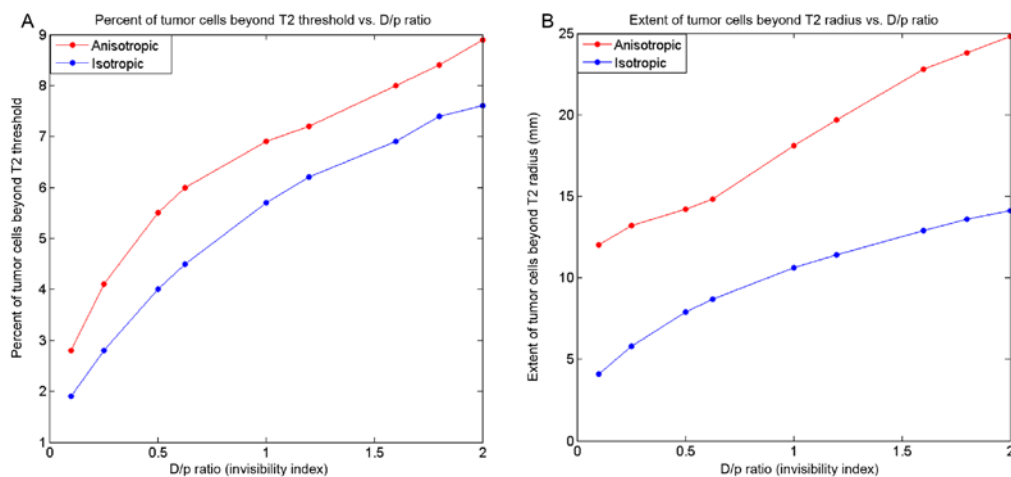 A
Percent of tumor cells beyond T2 threshold vs. D/p ratio
Anisotropic
Isotropic
Percent of tumor cells beyond T2 threshold
9
8
7
6
5
4
3
2
1
0
0.5
1
1.5
2
D/p ratio (invisibility index)
B
Extent of tumor cells beyond T2 radius vs. D/p ratio
Anisotropic
Isotropic
Extent of tumor cells beyond T2 radius (mm)
25
20
15
10
5
0
0
0.5
1
1.5
2
D/p ratio (invisibility index)